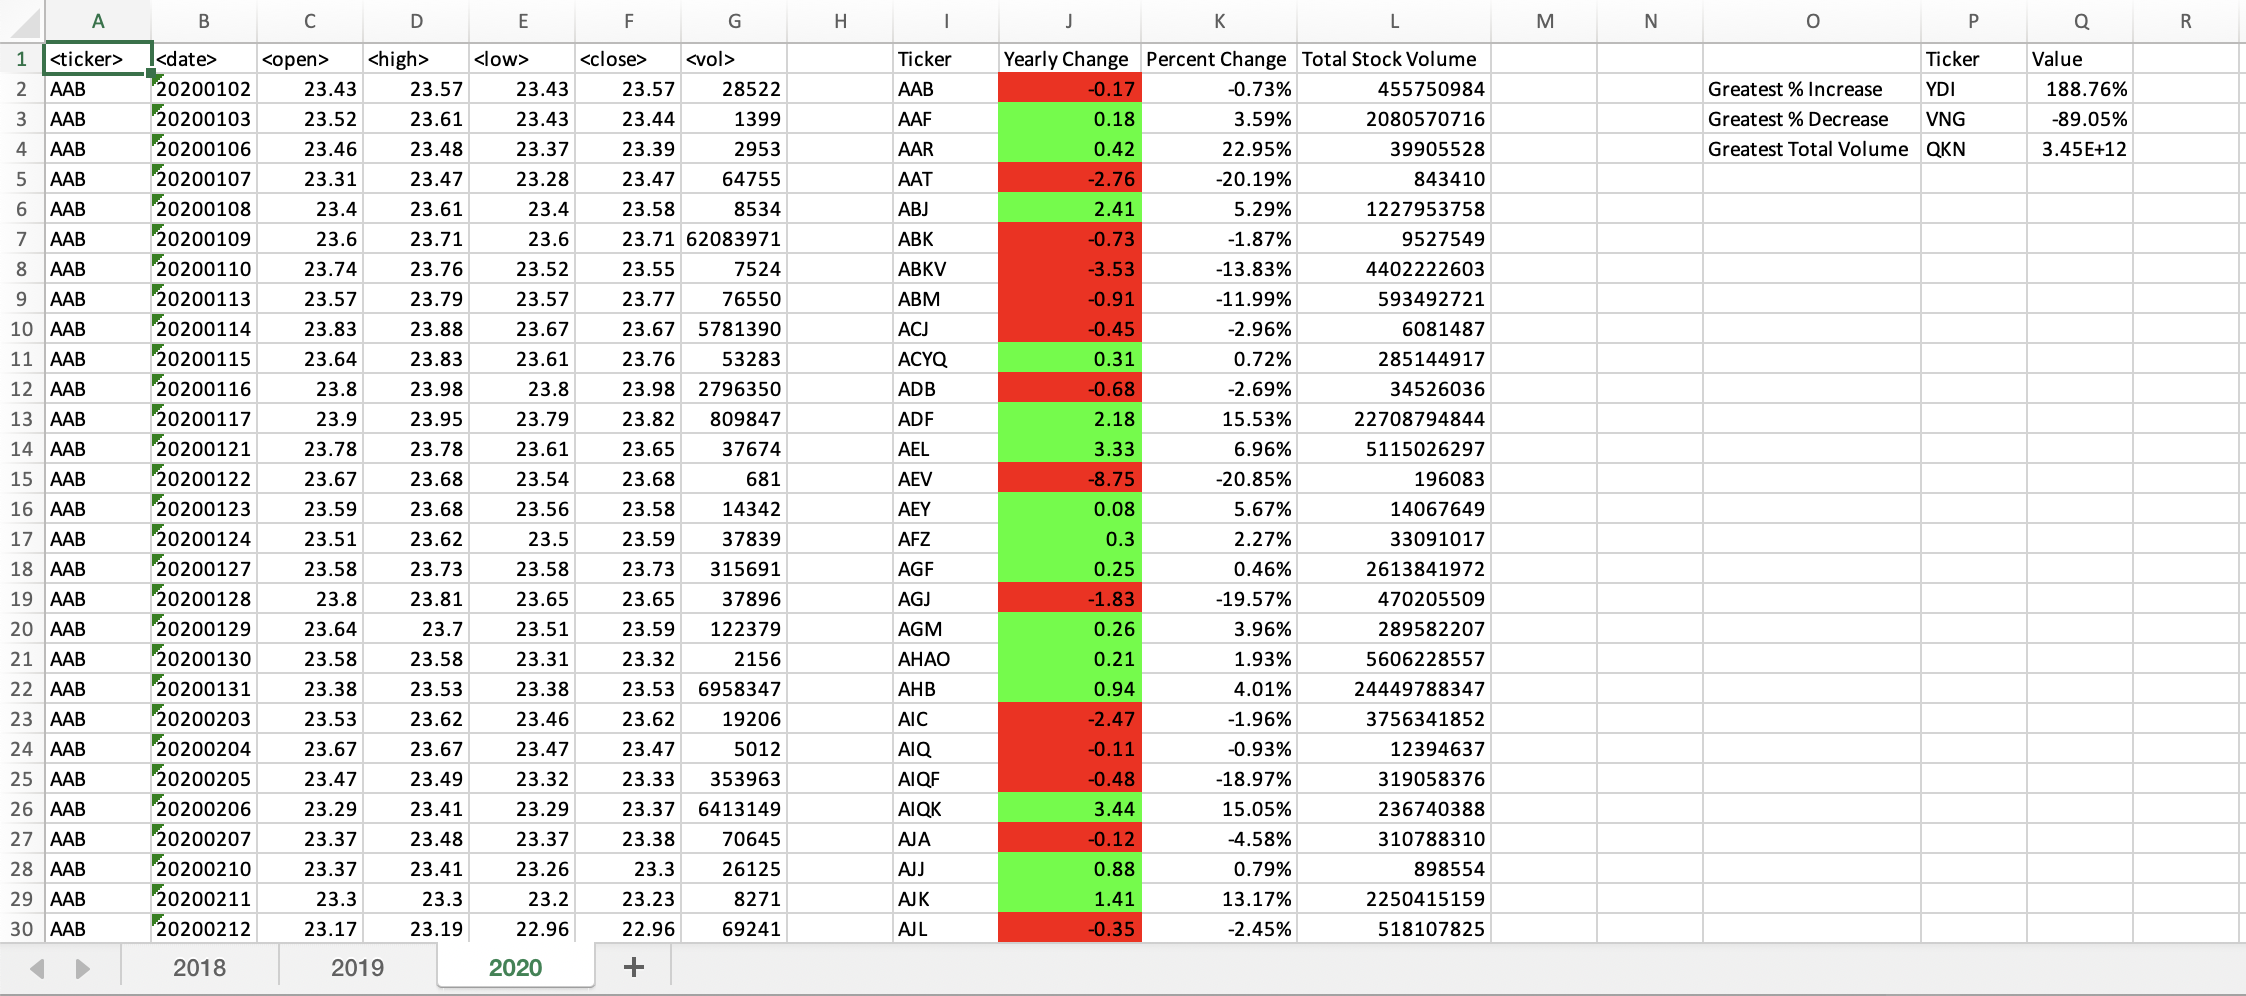 A B C D E F G H I J K L M N O P Q R
1 <ticker> <date> <open> <high> <low> <close> <vol> Ticker Yearly Change Percent Change Total Stock Volume Ticker Value
2 AAB 20200102 23.43 23.57 23.43 23.57 28522 AAB -0.17 -0.73% 455750984 Greatest % Increase YDI 188.76%
3 AAB 20200103 23.52 23.61 23.43 23.44 1399 AAF 0.18 3.59% 2080570716 Greatest % Decrease VNG -89.05%
4 AAB 20200106 23.46 23.48 23.37 23.39 2953 AAR 0.42 22.95% 39905528 Greatest Total Volume QKN 3.45E+12
5 AAB 20200107 23.31 23.47 23.28 23.47 64755 AAT -2.76 -20.19% 843410
6 AAB 20200108 23.4 23.61 23.4 23.58 8534 ABJ 2.41 5.29% 1227953758
7 AAB 20200109 23.6 23.71 23.6 23.71 62083971 ABK -0.73 -1.87% 9527549
8 AAB 20200110 23.74 23.76 23.52 23.55 7524 ABKV -3.53 -13.83% 4402222603
9 AAB 20200113 23.57 23.79 23.57 23.77 76550 ABM -0.91 -11.99% 593492721
10 AAB 20200114 23.83 23.88 23.67 23.67 5781390 ACJ -0.45 -2.96% 6081487
11 AAB 20200115 23.64 23.83 23.61 23.76 53283 ACYQ 0.31 0.72% 285144917
12 AAB 20200116 23.8 23.98 23.8 23.98 2796350 ADB -0.68 -2.69% 34526036
13 AAB 20200117 23.9 23.95 23.79 23.82 809847 ADF 2.18 15.53% 22708794844
14 AAB 20200121 23.78 23.78 23.61 23.65 37674 AEL 3.33 6.96% 5115026297
15 AAB 20200122 23.67 23.68 23.54 23.68 681 AEV -8.75 -20.85% 196083
16 AAB 20200123 23.59 23.68 23.56 23.58 14342 AEY 0.08 5.67% 14067649
17 AAB 20200124 23.51 23.62 23.5 23.59 37839 AFZ 0.3 2.27% 33091017
18 AAB 20200127 23.58 23.73 23.58 23.73 315691 AGF 0.25 0.46% 2613841972
19 AAB 20200128 23.8 23.81 23.65 23.65 37896 AGJ -1.83 -19.57% 470205509
20 AAB 20200129 23.64 23.7 23.51 23.59 122379 AGM 0.26 3.96% 289582207
21 AAB 20200130 23.58 23.58 23.31 23.32 2156 AHAO 0.21 1.93% 5606228557
22 AAB 20200131 23.38 23.53 23.38 23.53 6958347 AHB 0.94 4.01% 24449788347
23 AAB 20200203 23.53 23.62 23.46 23.62 19206 AIC -2.47 -1.96% 3756341852
24 AAB 20200204 23.67 23.67 23.47 23.47 5012 AIQ -0.11 -0.93% 12394637
25 AAB 20200205 23.47 23.49 23.32 23.33 353963 AIQF -0.48 -18.97% 319058376
26 AAB 20200206 23.29 23.41 23.29 23.37 6413149 AIQK 3.44 15.05% 236740388
27 AAB 20200207 23.37 23.48 23.37 23.38 70645 AJA -0.12 -4.58% 310788310
28 AAB 20200210 23.37 23.41 23.26 23.3 26125 AJJ 0.88 0.79% 898554
29 AAB 20200211 23.3 23.3 23.2 23.23 8271 AJK 1.41 13.17% 2250415159
30 AAB 20200212 23.17 23.19 22.96 22.96 69241 AJL -0.35 -2.45% 518107825
2018 2019 2020 +